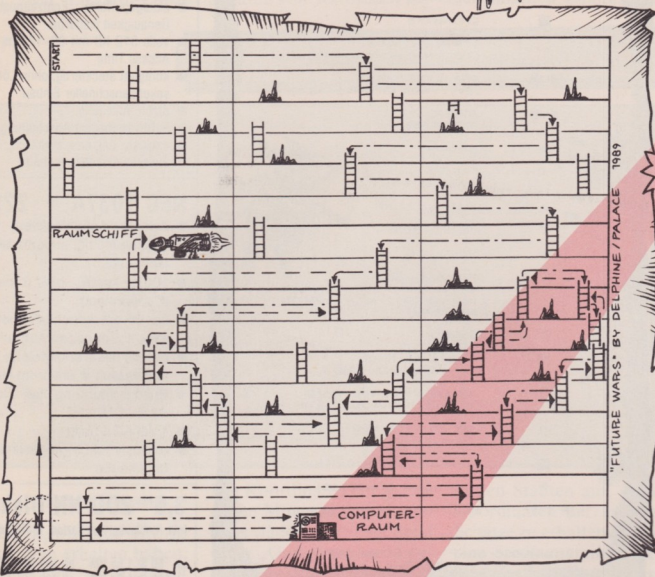 START
RAUMSCHIFF
COMPUTER-
RAUM
N
"FUTURE WARS" BY DELPHINE/PALACE 1989